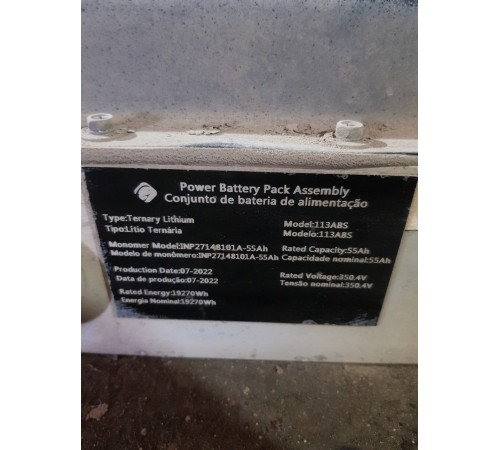 Power Battery Pack Assembly
Conjunto de bateria de alimentação
Type:Ternary Lithium Model:113ABS
Tipo:Lítio Ternária Modelo:113ABS
Monomer Model:INP27148101A-55Ah Rated Capacity:55Ah
Modelo de monômero:INP27148101A-55Ah Capacidade nominal:55Ah
Production Date:07-2022 Rated Voltage:350.4V
Data de produção:07-2022 Tensão nominal:350.4V
Rated Energy:19270Wh
Energia Nominal:19270Wh